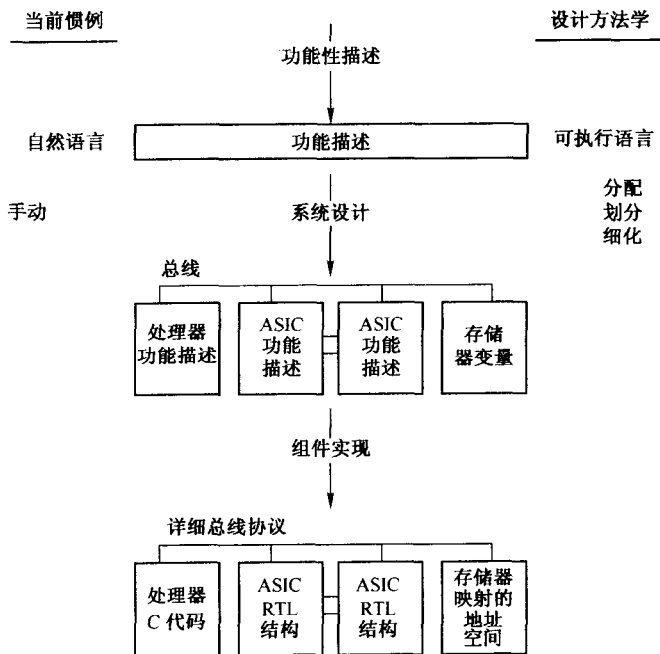 当前惯例
设计方法学
功能性描述
自然语言
功能描述
可执行语言
手动
系统设计
分配
划分
细化
总线
处理器
功能描述
ASIC
功能
描述
ASIC
功能
描述
存储
器变量
组件实现
详细总线协议
处理器
C 代码
ASIC
RTL
结构
ASIC
RTL
结构
存储器
映射的
地址
空间